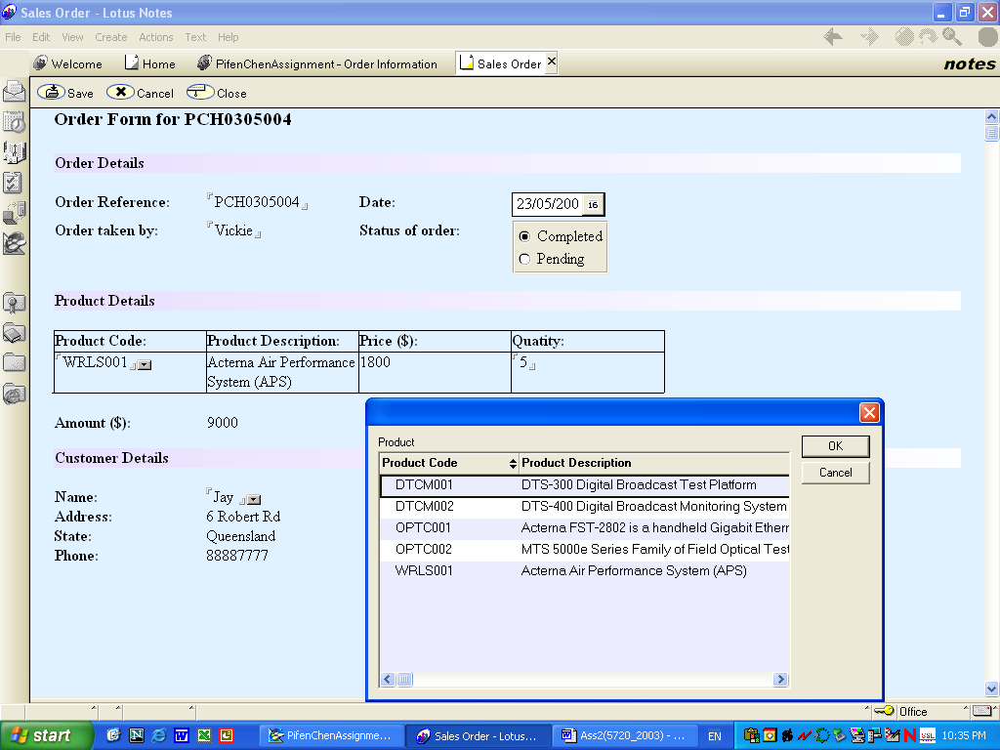 Sales Order - Lotus Notes
File Edit View Create Actions Text Help
Welcome Home PifenChenAssignment - Order Information Sales Order notes
Save Cancel Close
Order Form for PCH0305004
Order Details
Order Reference: PCH0305004 Date: 23/05/200 16
Order taken by: Vickie Status of order: Completed
Pending
Product Details
Product Code: Product Description: Price ($): Quatity:
WRLS001 Acterna Air Performance 1800 5
System (APS)
Amount ($): 9000
Customer Details
Name: Jay
Address: 6 Robert Rd
State: Queensland
Phone: 88887777
Product
Product Code Product Description
DTCM001 DTS-300 Digital Broadcast Test Platform
DTCM002 DTS-400 Digital Broadcast Monitoring System
OPTC001 Acterna FST-2802 is a handheld Gigabit Ethern
OPTC002 MTS 5000e Series Family of Field Optical Test
WRLS001 Acterna Air Performance System (APS)
OK
Cancel
Office
start PifenChenAssignme... Sales Order - Lotus... Ass2(5720_2003) - ... EN 10:35 PM